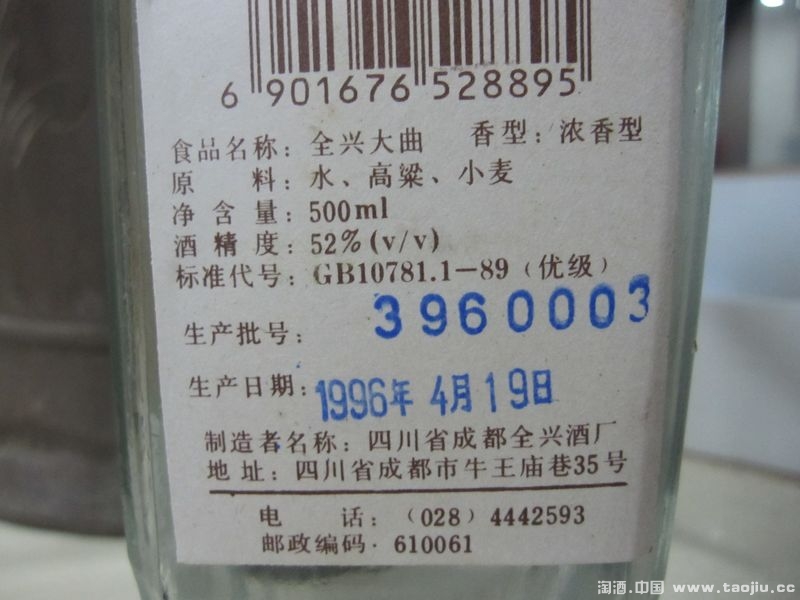 6 901676 528895
食品名称：全兴大曲 香型：浓香型
原 料：水、高粱、小麦
净 含 量：500ml
酒 精 度：52%(v/v)
标准代号：GB10781.1-89（优级）
生产批号：3960003
生产日期：1996年4月19日
制造者名称：四川省成都全兴酒厂
地 址：四川省成都市牛王庙巷35号
电 话：（028）4442593
邮政编码·610061
淘酒.中国 www.taojiu.cc